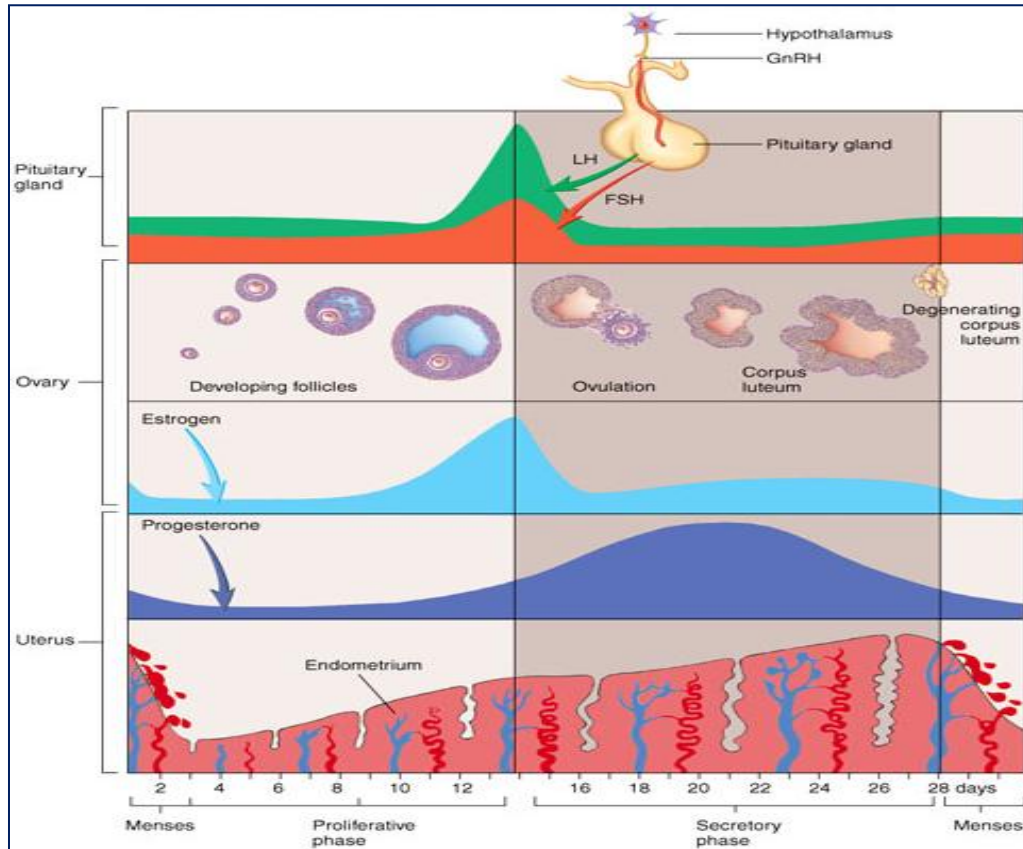 Hypothalamus
GnRH
Pituitary
gland
LH
Pituitary gland
FSH
Ovary
Developing follicles
Ovulation
Corpus
luteum
Degenerating
corpus
luteum
Estrogen
Progesterone
Uterus
Endometrium
2 4 6 8 10 12 16 18 20 22 24 26 28 days
Menses Proliferative
phase Secretory
phase Menses